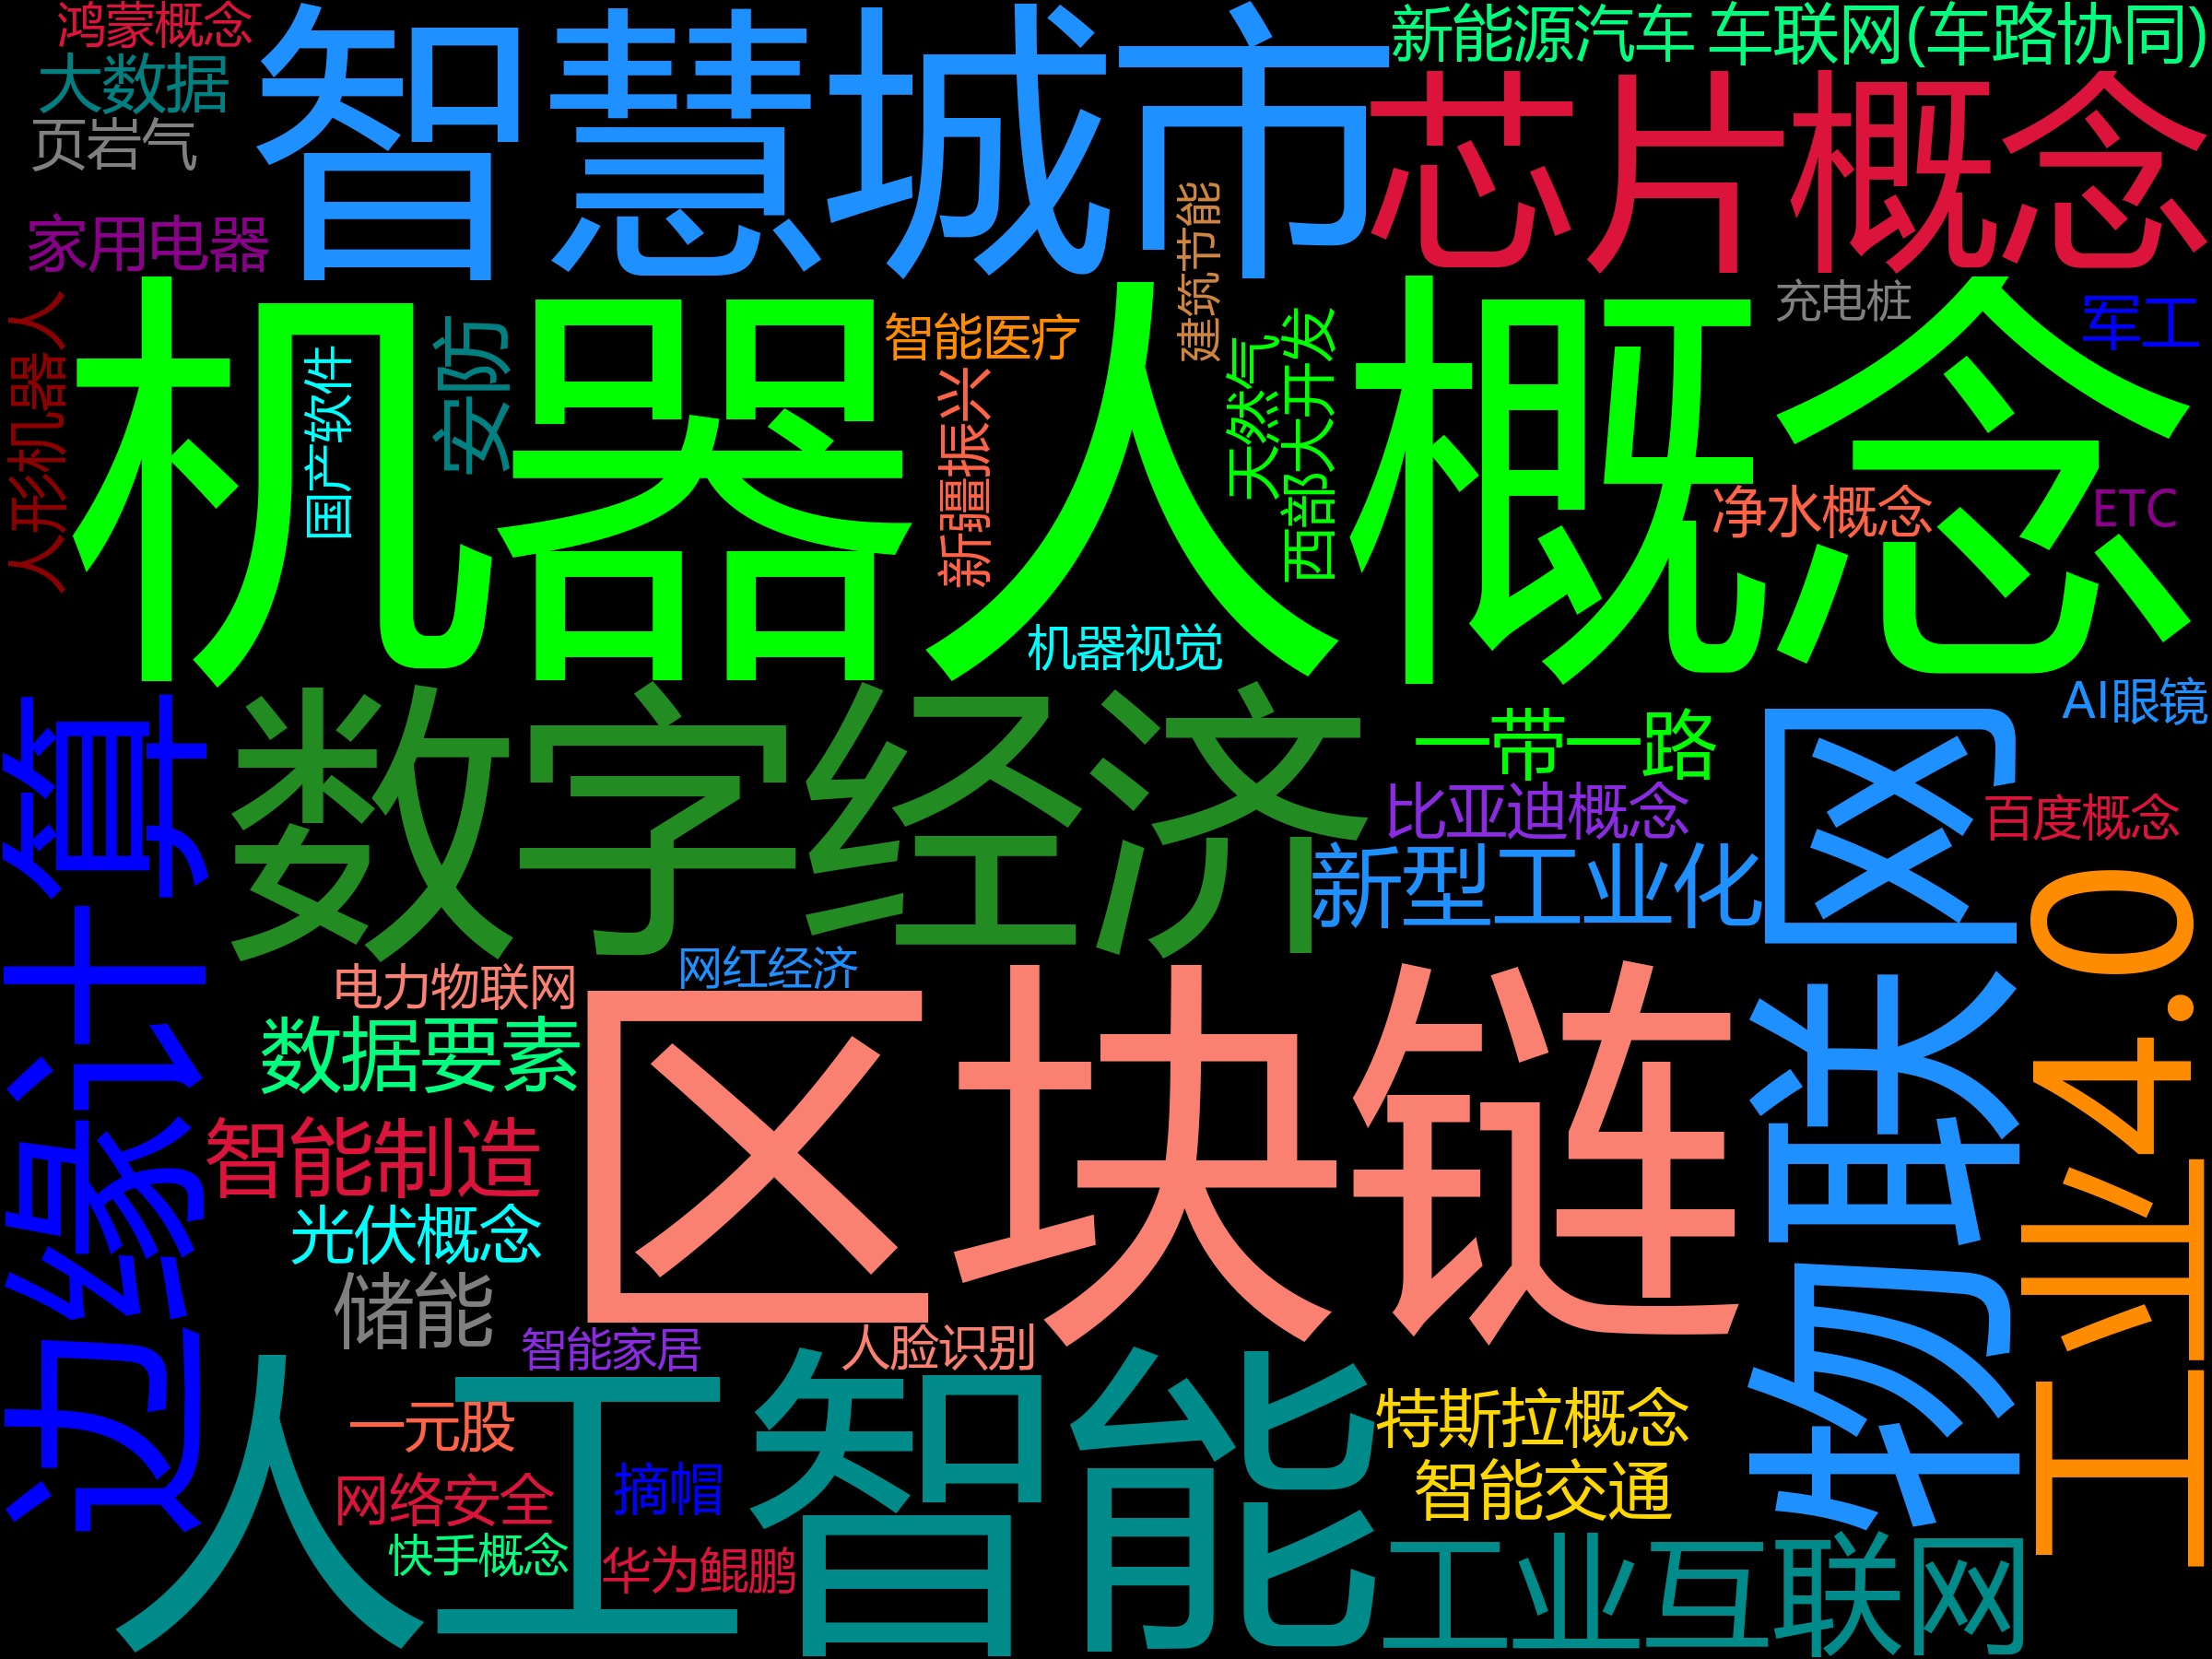 鸿蒙概念
大数据
页岩气
家用电器
智慧城市
新能源汽车
车联网(车路协同)
芯片概念
建筑节能
充电桩
军工
人形机器人
机器人概念
国产软件
安防
智能医疗
新疆振兴
天然气
西部大开发
净水概念
ETC
机器视觉
边缘计算
数字经济
一带一路
比亚迪概念
新型工业化
物联网
AI眼镜
百度概念
工业4.0
网红经济
电力物联网
数据要素
智能制造
光伏概念
储能
区块链
智能家居
人脸识别
人工智能
一元股
网络安全
快手概念
摘帽
华为鲲鹏
特斯拉概念
智能交通
工业互联网